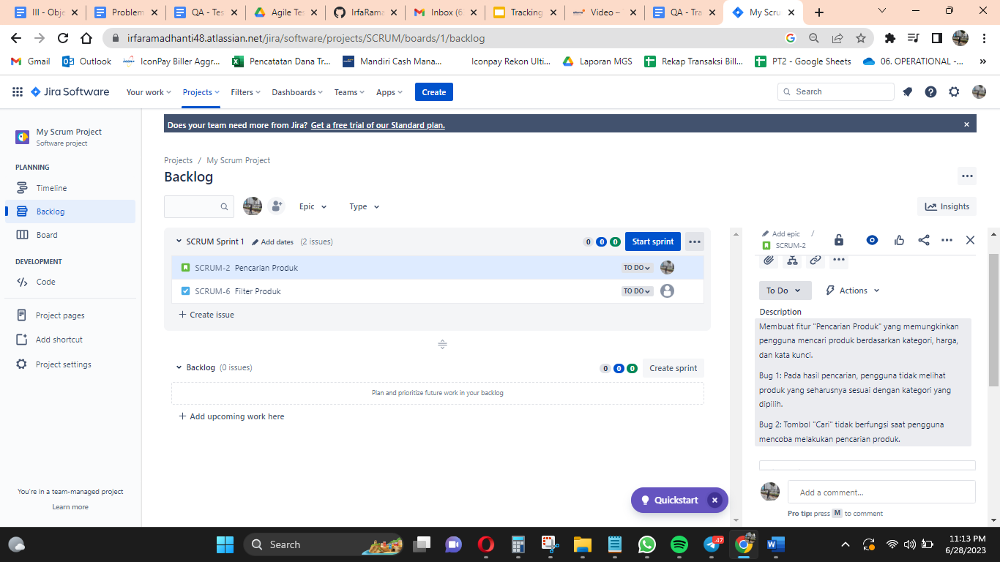 III - Obje
Problem
QA - Tes
Agile Te
IrfaRama
Inbox (6
Tracking
Video –
QA - Tra
My Scru
irfaramadhanti48.atlassian.net/jira/software/projects/SCRUM/boards/1/backlog
Gmail
Outlook
IconPay Biller Aggr...
Pencatatan Dana Tr...
Mandiri Cash Mana...
Iconpay Rekon Ulti...
Laporan MGS
Rekap Transaksi Bill...
PT2 - Google Sheets
06. OPERATIONAL -...
Jira Software
Your work
Projects
Filters
Dashboards
Teams
Apps
Create
Search
My Scrum Project
Software project
PLANNING
Timeline
Backlog
Board
DEVELOPMENT
Code
Project pages
Add shortcut
Project settings
You're in a team-managed project
Learn more
Does your team need more from Jira? Get a free trial of our Standard plan.
Projects / My Scrum Project
Backlog
Epic
Type
Insights
SCRUM Sprint 1 Add dates (2 issues)
0 0 0 Start sprint
SCRUM-2 Pencarian Produk TO DO
SCRUM-6 Filter Produk TO DO
+ Create issue
Backlog (0 issues)
0 0 0 Create sprint
Plan and prioritize future work in your backlog
+ Add upcoming work here
Quickstart
Add epic /
SCRUM-2
To Do
Actions
Description
Membuat fitur "Pencarian Produk" yang memungkinkan
pengguna mencari produk berdasarkan kategori, harga,
dan kata kunci.
Bug 1: Pada hasil pencarian, pengguna tidak melihat
produk yang seharusnya sesuai dengan kategori yang
dipilih.
Bug 2: Tombol "Cari" tidak berfungsi saat pengguna
mencoba melakukan pencarian produk.
Add a comment...
Pro tip: press M to comment
Search
47
11:13 PM
6/28/2023